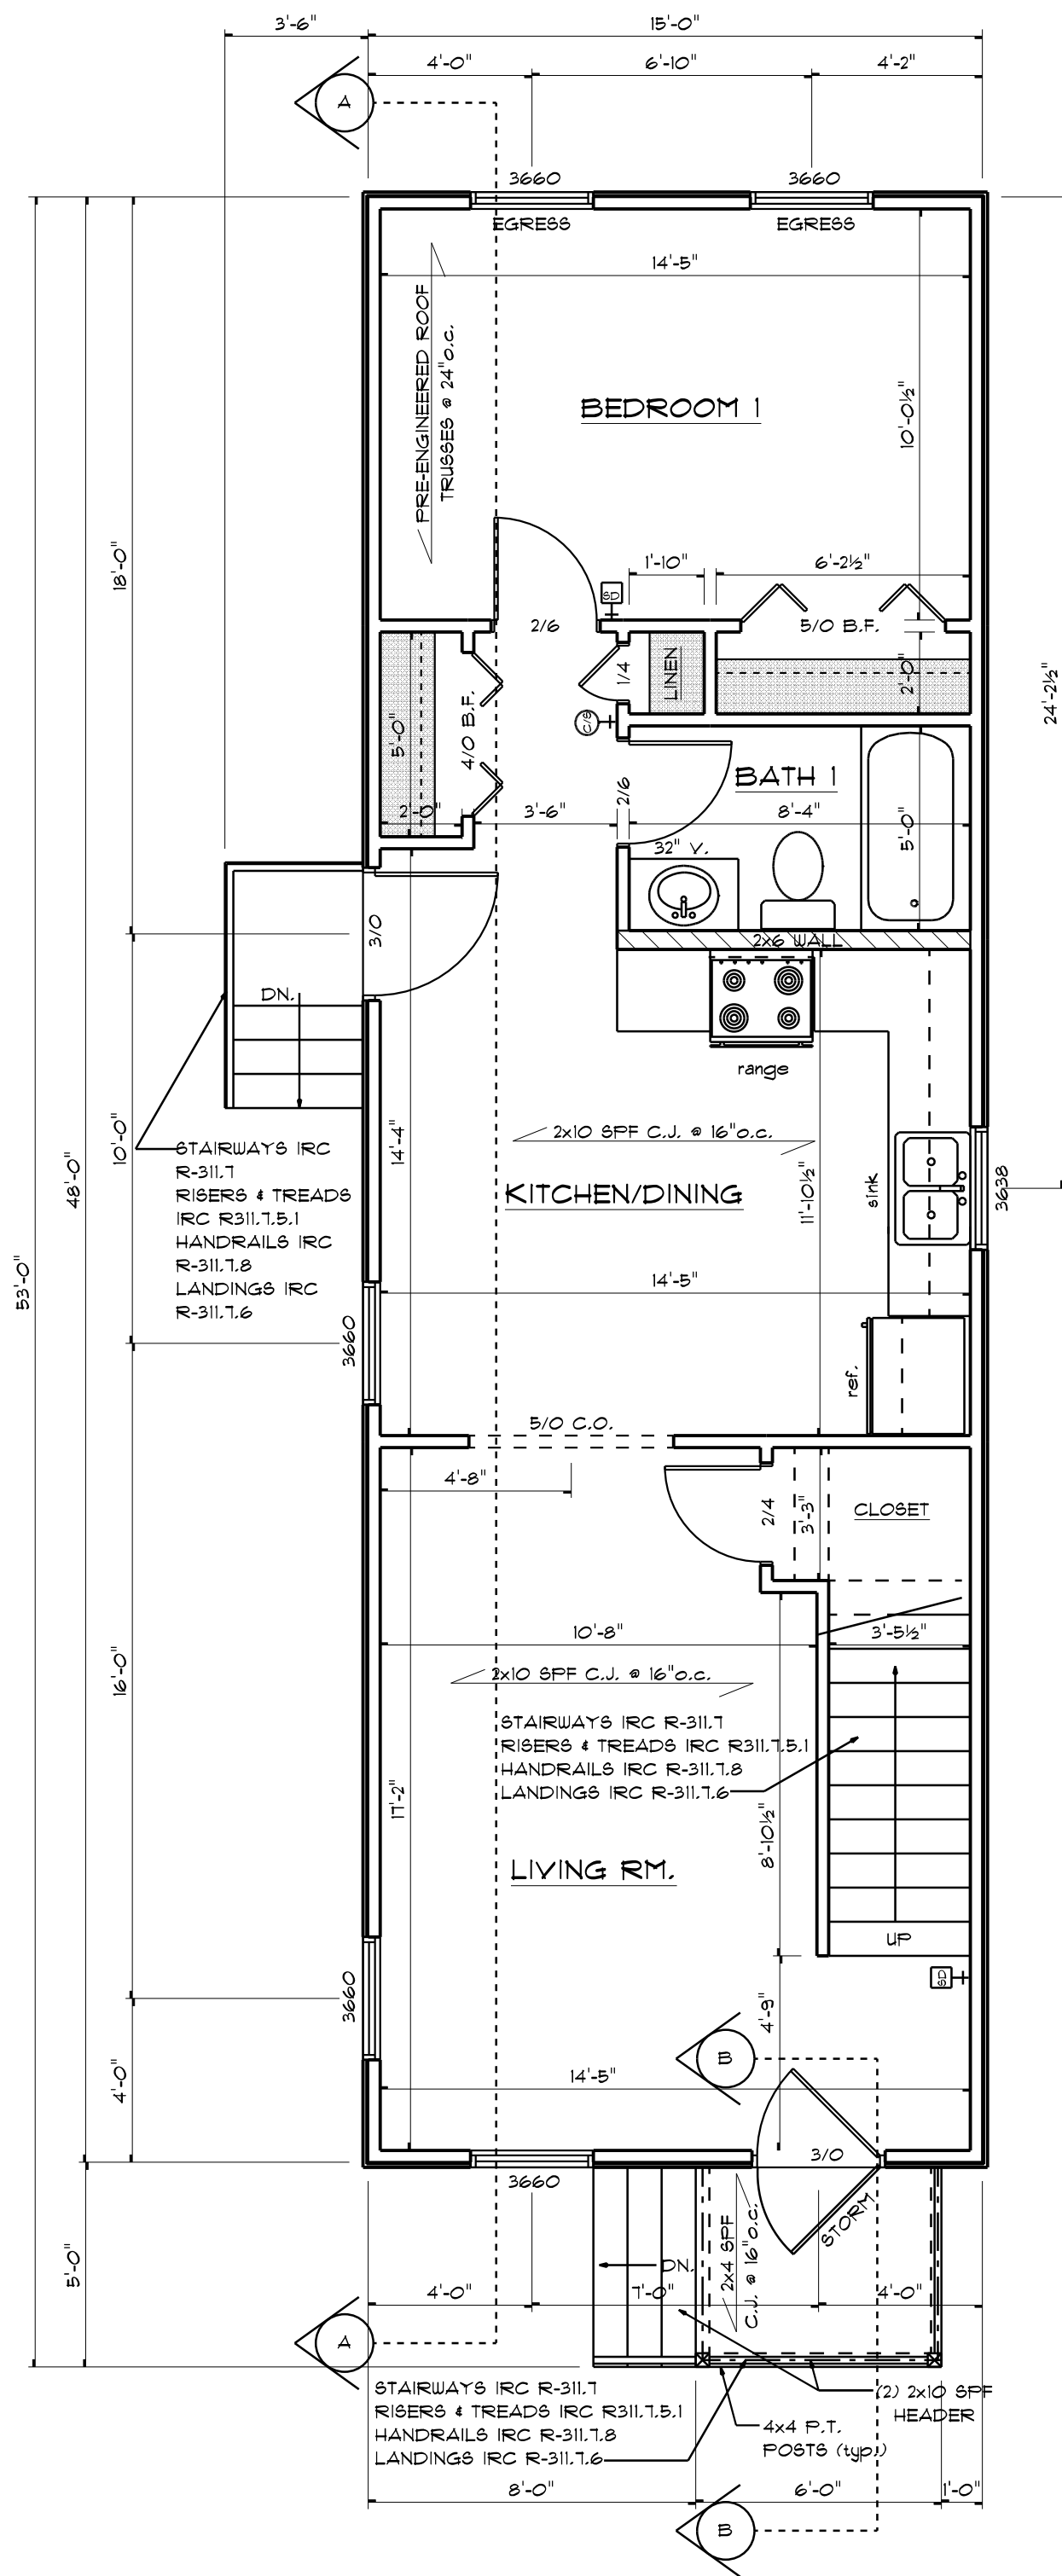 3'-6"
15'-0"
4'-0"
6'-10"
4'-2"
A
3660
3660
EGRESS
EGRESS
14'-5"
PRE-ENGINEERED ROOF
TRUSSES @ 24"o.c.
BEDROOM 1
10'-0½"
18'-0"
1'-10"
6'-2½"
SD
2/6
5/0 B.F.
1/4
LINEN
2'-0"
24'-2½"
5'-0"
4/0 B.F.
C/S
BATH 1
2/6
2'-0"
3'-6"
8'-4"
5'-0"
32" V.
3/0
2x6 WALL
DN.
range
10'-0"
14'-4"
2x10 SPF C.J. @ 16"o.c.
STAIRWAYS IRC
R-311.7
RISERS & TREADS
IRC R311.7.5.1
HANDRAILS IRC
R-311.7.8
LANDINGS IRC
R-311.7.6
48'-0"
53'-0"
KITCHEN/DINING
11'-10½"
sink
3638
14'-5"
3660
ref.
5/0 C.O.
4'-8"
2/4
3'-3"
CLOSET
16'-0"
10'-8"
3'-5½"
2x10 SPF C.J. @ 16"o.c.
STAIRWAYS IRC R-311.7
RISERS & TREADS IRC R311.7.5.1
HANDRAILS IRC R-311.7.8
LANDINGS IRC R-311.7.6
17'-2"
8'-10½"
LIVING RM.
UP
SD
3660
4'-9"
4'-0"
B
14'-5"
3/0
3660
STORM
2x4 SPF
C.J. @ 16"o.c.
5'-0"
DN.
4'-0"
7'-0"
4'-0"
A
STAIRWAYS IRC R-311.7
RISERS & TREADS IRC R311.7.5.1
HANDRAILS IRC R-311.7.8
LANDINGS IRC R-311.7.6
(2) 2x10 SPF
HEADER
4x4 P.T.
POSTS (typ.)
8'-0"
6'-0"
1'-0"
B